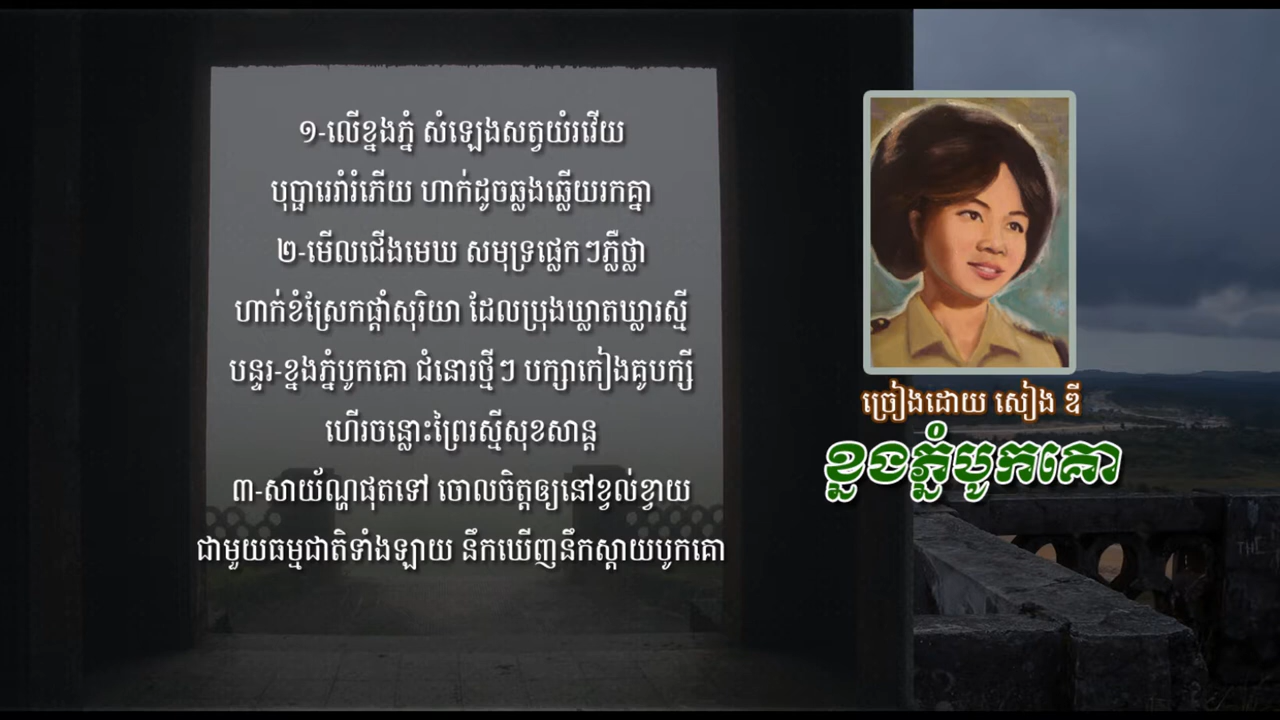 ១-លើខ្នងភ្នំ សំឡេងសត្វយំរវើយ
បុប្ផារេរាំរំភើយ ហាក់ដូចឆ្លងឆ្លើយរកគ្នា
២-មើលជើងមេឃ សមុទ្រផ្លេកៗភ្លឺថ្លា
ហាក់ខំស្រែកផ្ដាំសុរិយា ដែលប្រុងឃ្លាតឃ្លារស្មី
បន្ទរ-ខ្នងភ្នំបូកគោ ជំនោរថ្មីៗ បក្សាកៀងគូបក្សី
ហើរចន្លោះព្រៃរស្មីសុខសាន្ត
៣-សាយ័ណ្ហផុតទៅ ចោលចិត្តឲ្យនៅខ្វល់ខ្វាយ
ជាមួយធម្មជាតិទាំងឡាយ នឹកឃើញនឹកស្ដាយបូកគោ
ច្រៀងដោយ សៀង ឌី
ខ្នងភ្នំបូកគោ